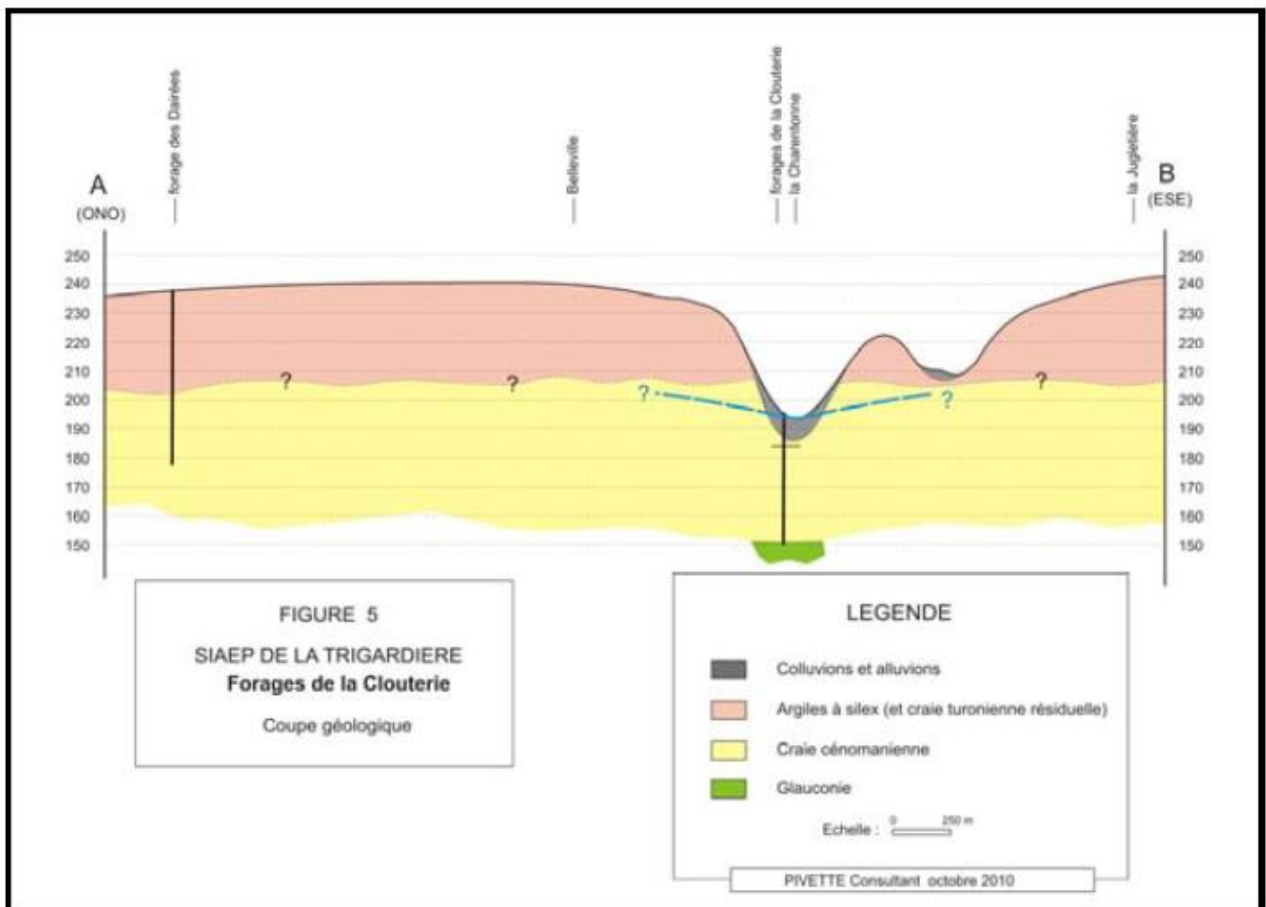 forage des Dairées
Belleville
forages de la Clouterie
la Charentonne
la Jugletière
A
(ONO)
B
(ESE)
250
240
230
220
210
200
190
180
170
160
150
250
240
230
220
210
200
190
180
170
160
150
?
?
?
?
?
FIGURE 5
SIAEP DE LA TRIGARDIERE
Forages de la Clouterie
Coupe géologique
LEGENDE
Colluvions et alluvions
Argiles à silex (et craie turonienne résiduelle)
Craie cénomanienne
Glauconie
Echelle : 0 250 m
PIVETTE Consultant octobre 2010